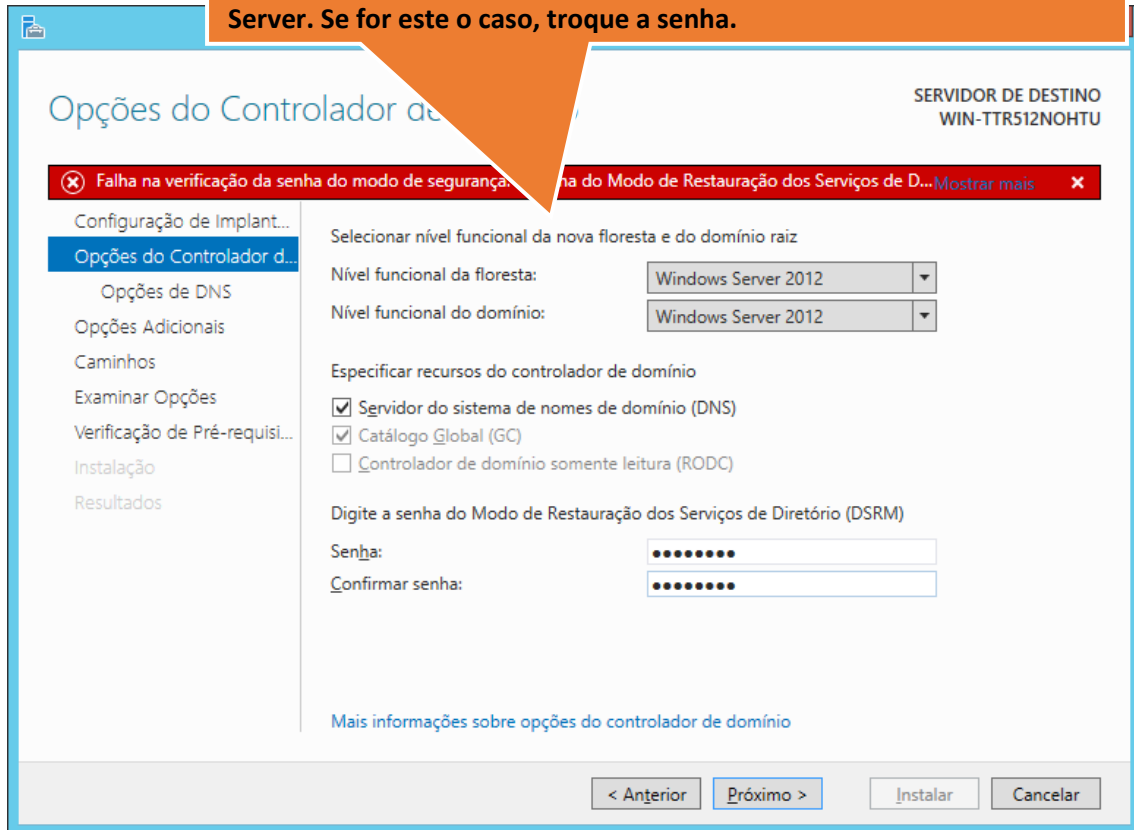 Server. Se for este o caso, troque a senha.
Opções do Contro
SERVIDOR DE DESTINO
WIN-TTR512NOHTU
Falha na verificação da senha do modo de segurança. do Modo de Restauração dos Serviços de D... Mostrar mais
Configuração de Implant...
Opções do Controlador d...
Opções de DNS
Opções Adicionais
Caminhos
Examinar Opções
Verificação de Pré-requisi...
Instalação
Resultados
Selecionar nível funcional da nova floresta e do domínio raiz
Nível funcional da floresta: Windows Server 2012
Nível funcional do domínio: Windows Server 2012
Especificar recursos do controlador de domínio
Servidor do sistema de nomes de domínio (DNS)
Catálogo Global (GC)
Controlador de domínio somente leitura (RODC)
Digite a senha do Modo de Restauração dos Serviços de Diretório (DSRM)
Senha: ●●●●●●●●
Confirmar senha: ●●●●●●●●
Mais informações sobre opções do controlador de domínio
< Anterior Próximo > Instalar Cancelar